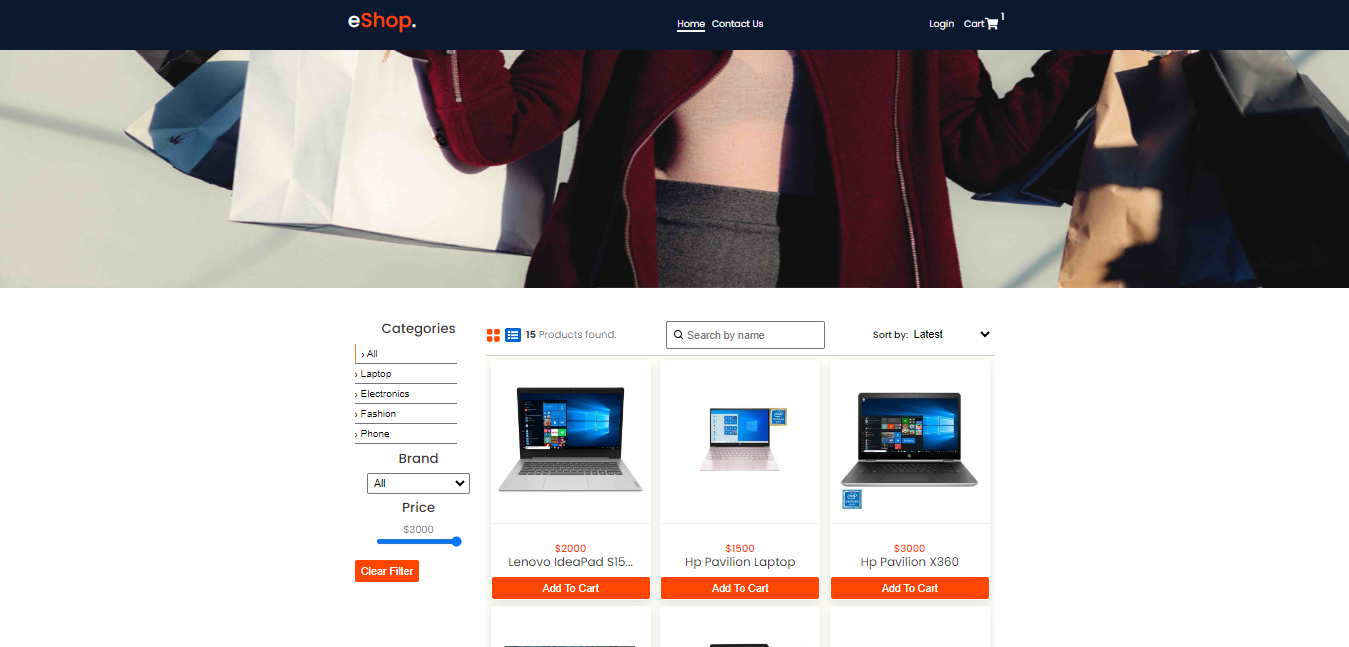 eShop.
Home Contact Us
Login Cart 1
Categories
› All
› Laptop
› Electronics
› Fashion
› Phone
Brand
All
Price
$3000
Clear Filter
15 Products found.
Search by name
Sort by: Latest
$2000
Lenovo IdeaPad S15...
Add To Cart
$1500
Hp Pavilion Laptop
Add To Cart
$3000
Hp Pavilion X360
Add To Cart